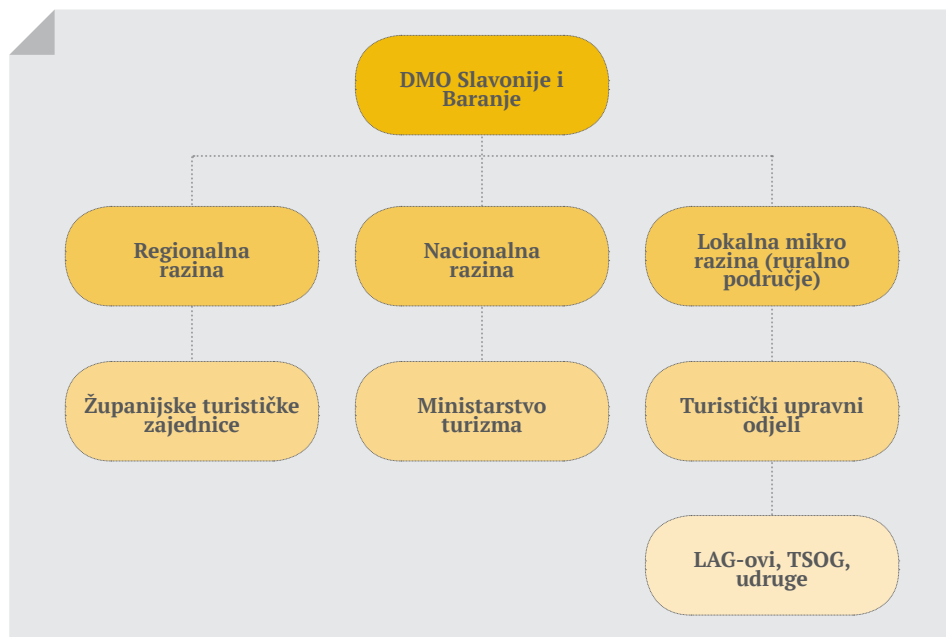 DMO Slavonije i
Baranje
Regionalna
razina
Nacionalna
razina
Lokalna mikro
razina (ruralno
područje)
Županijske turističke
zajednice
Ministarstvo
turizma
Turistički upravni
odjeli
LAG-ovi, TSOG,
udruge